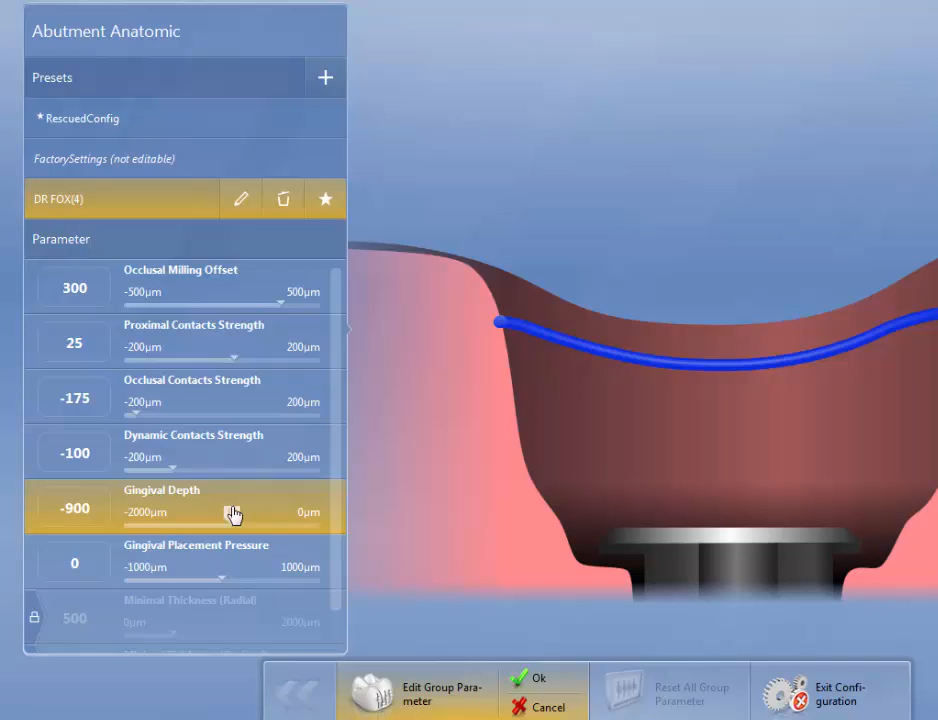 Abutment Anatomic
Presets
+
* RescuedConfig
FactorySettings (not editable)
DR FOX(4)
Parameter
300
Occlusal Milling Offset
-500µm 500µm
25
Proximal Contacts Strength
-200µm 200µm
-175
Occlusal Contacts Strength
-200µm 200µm
-100
Dynamic Contacts Strength
-200µm 200µm
-900
Gingival Depth
-2000µm 0µm
0
Gingival Placement Pressure
-1000µm 1000µm
500
Minimal Thickness (Radial)
0µm 2000µm
Edit Group Para-
meter
Ok
Cancel
Reset All Group
Parameter
Exit Confi-
guration